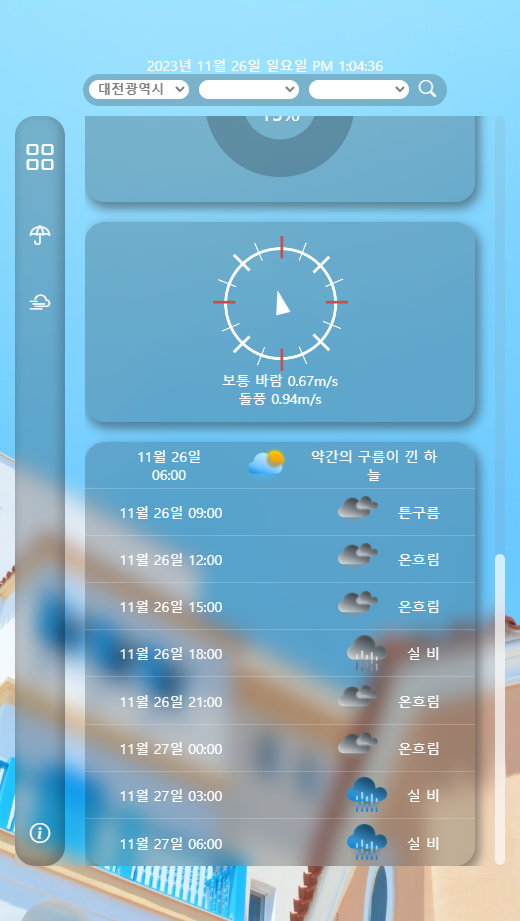 2023년 11월 26일 일요일 PM 1:04:36
대전광역시
보통 바람 0.67m/s
돌풍 0.94m/s
11월 26일
06:00
약간의 구름이 낀 하
늘
11월 26일 09:00 튼구름
11월 26일 12:00 온흐림
11월 26일 15:00 온흐림
11월 26일 18:00 실 비
11월 26일 21:00 온흐림
11월 27일 00:00 온흐림
11월 27일 03:00 실 비
11월 27일 06:00 실 비